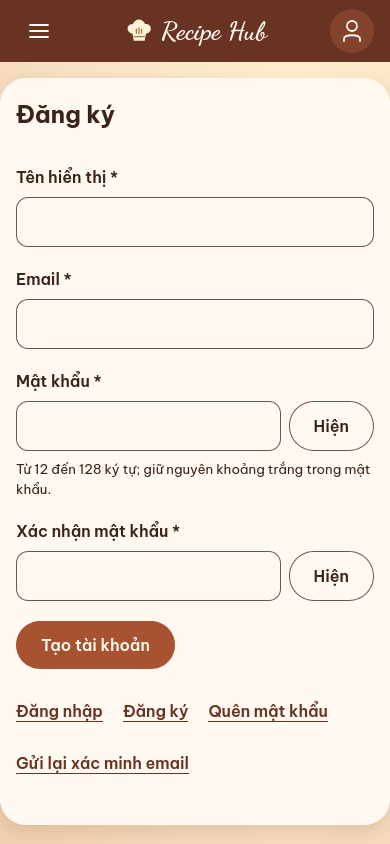 Recipe Hub
Đăng ký
Tên hiển thị *
Email *
Mật khẩu *
Hiện
Từ 12 đến 128 ký tự; giữ nguyên khoảng trắng trong mật
khẩu.
Xác nhận mật khẩu *
Hiện
Tạo tài khoản
Đăng nhập Đăng ký Quên mật khẩu
Gửi lại xác minh email